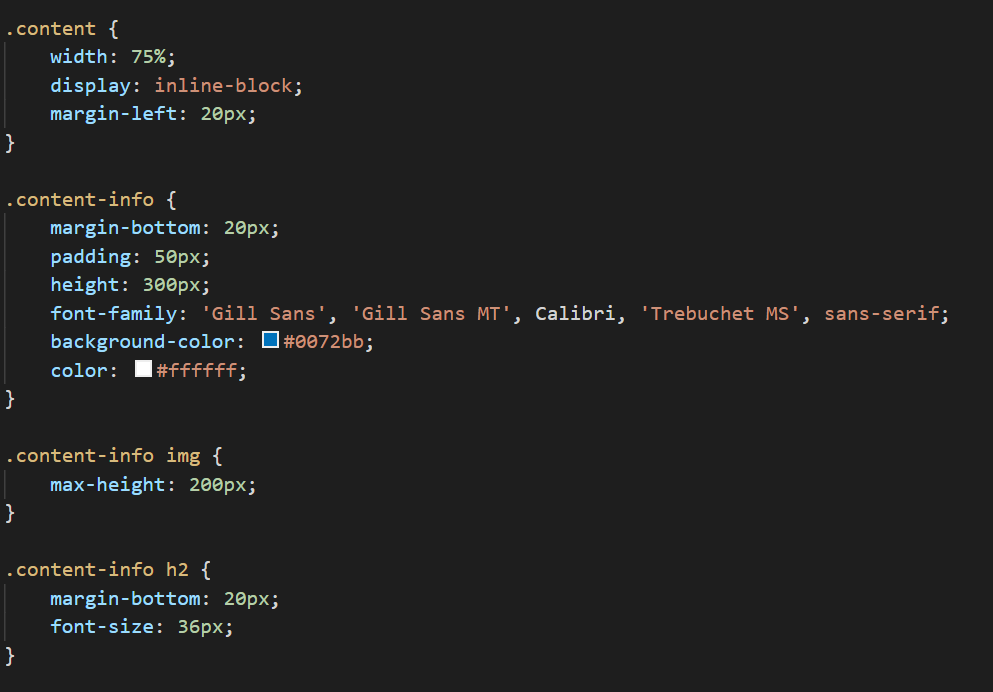 .content {
    width: 75%;
    display: inline-block;
    margin-left: 20px;
}

.content-info {
    margin-bottom: 20px;
    padding: 50px;
    height: 300px;
    font-family: 'Gill Sans', 'Gill Sans MT', Calibri, 'Trebuchet MS', sans-serif;
    background-color: #0072bb;
    color: #ffffff;
}

.content-info img {
    max-height: 200px;
}

.content-info h2 {
    margin-bottom: 20px;
    font-size: 36px;
}